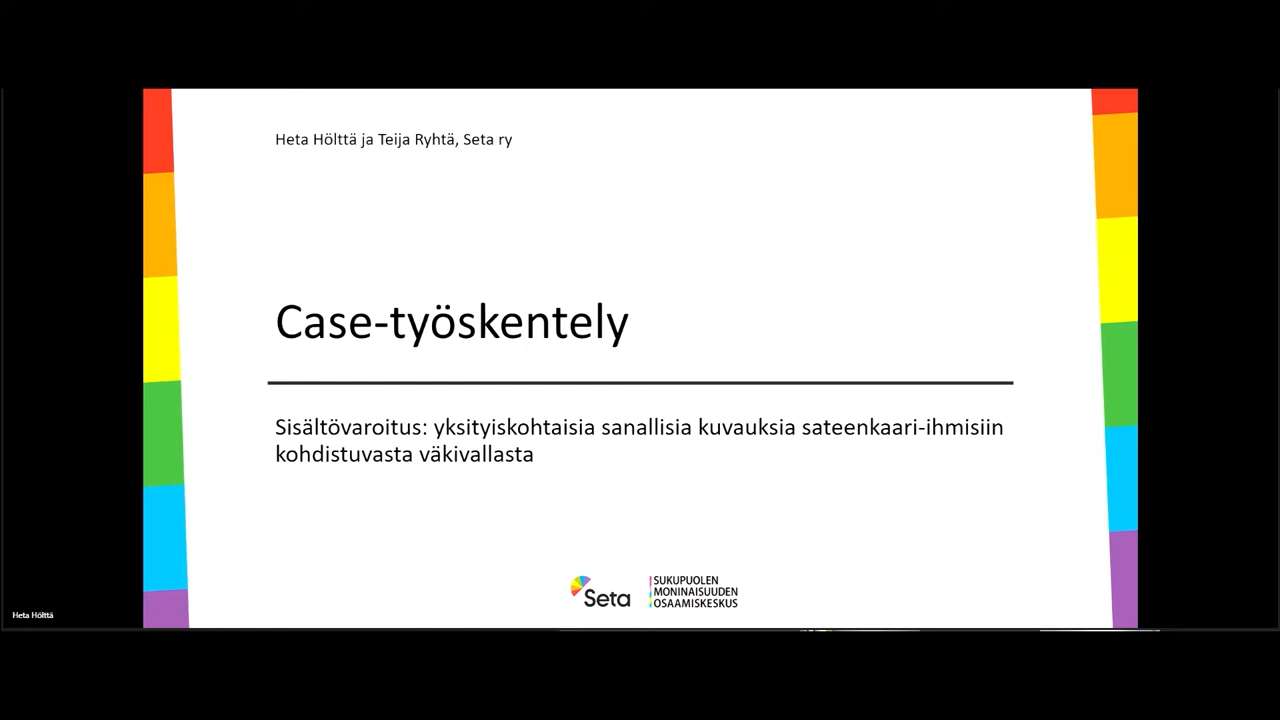 Heta Hölttä ja Teija Ryhtä, Seta ry
Case-työskentely
Sisältövaroitus: yksityiskohtaisia sanallisia kuvauksia sateenkaari-ihmisiin
kohdistuvasta väkivallasta
Seta
SUKUPUOLEN
MONINAISUUDEN
OSAAMISKESKUS
Heta Hölttä